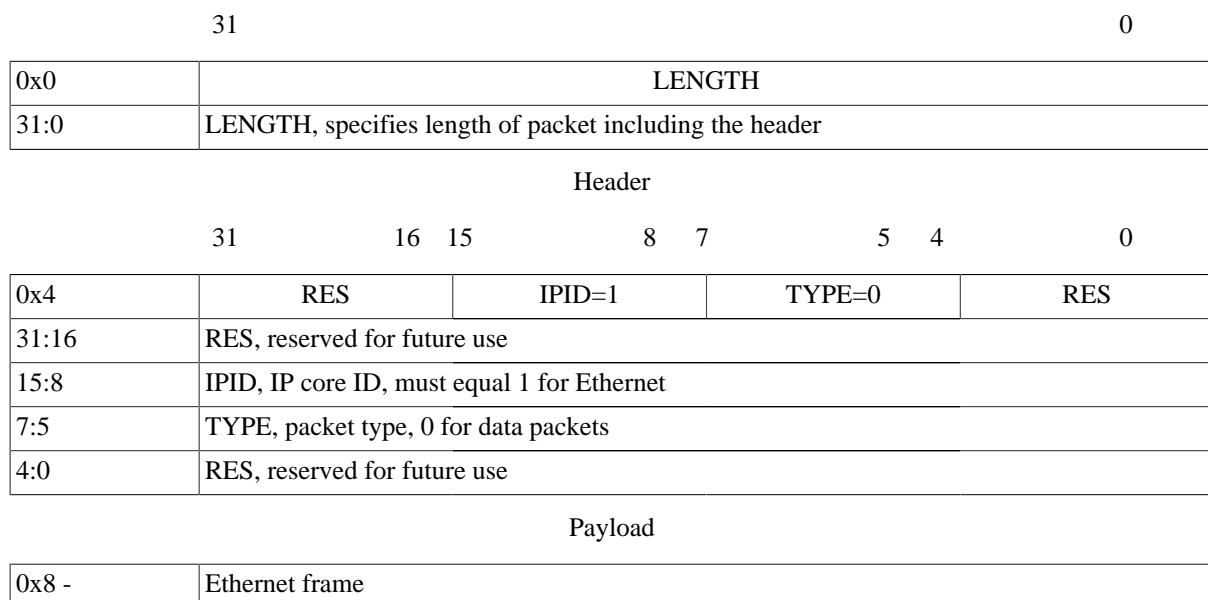 31 0
0x0 LENGTH
31:0 LENGTH, specifies length of packet including the header
Header
31 16 15 8 7 5 4 0
0x4 RES IPID=1 TYPE=0 RES
31:16 RES, reserved for future use
15:8 IPID, IP core ID, must equal 1 for Ethernet
7:5 TYPE, packet type, 0 for data packets
4:0 RES, reserved for future use
Payload
0x8 - Ethernet frame